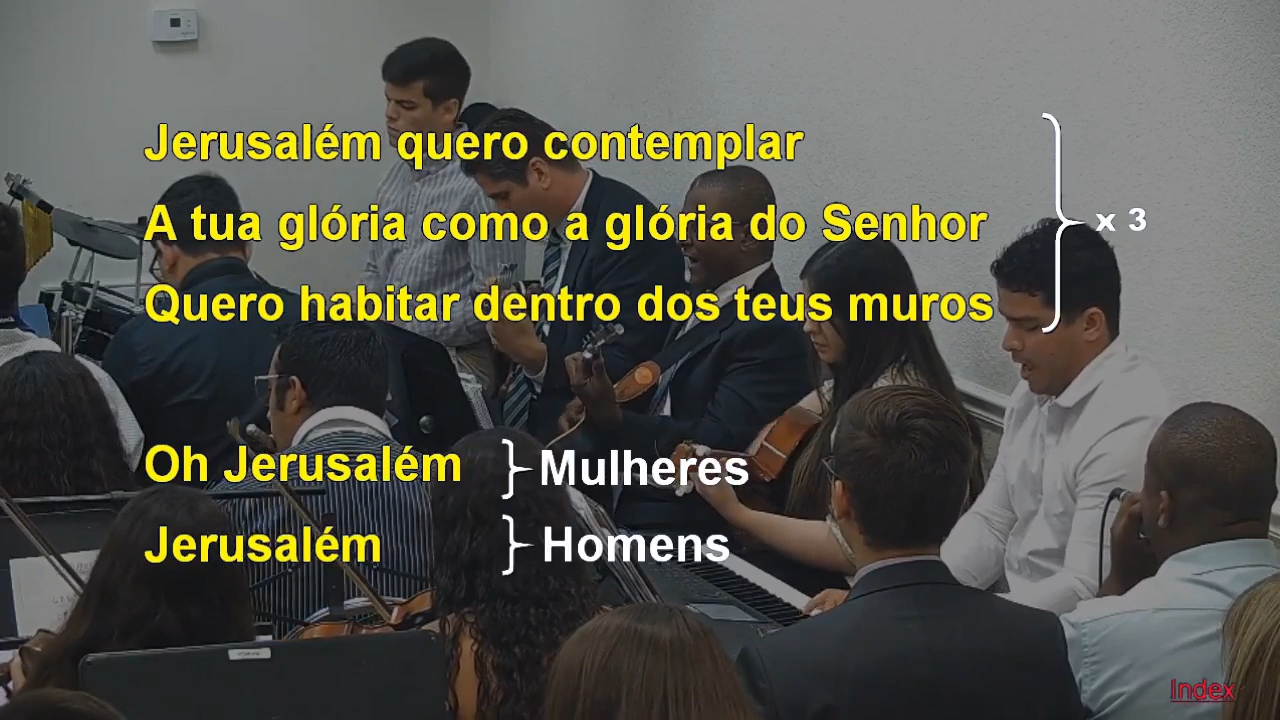 Jerusalém quero contemplar
A tua glória como a glória do Senhor
x 3
Quero habitar dentro dos teus muros
Oh Jerusalém
Mulheres
Jerusalém
Homens
Index